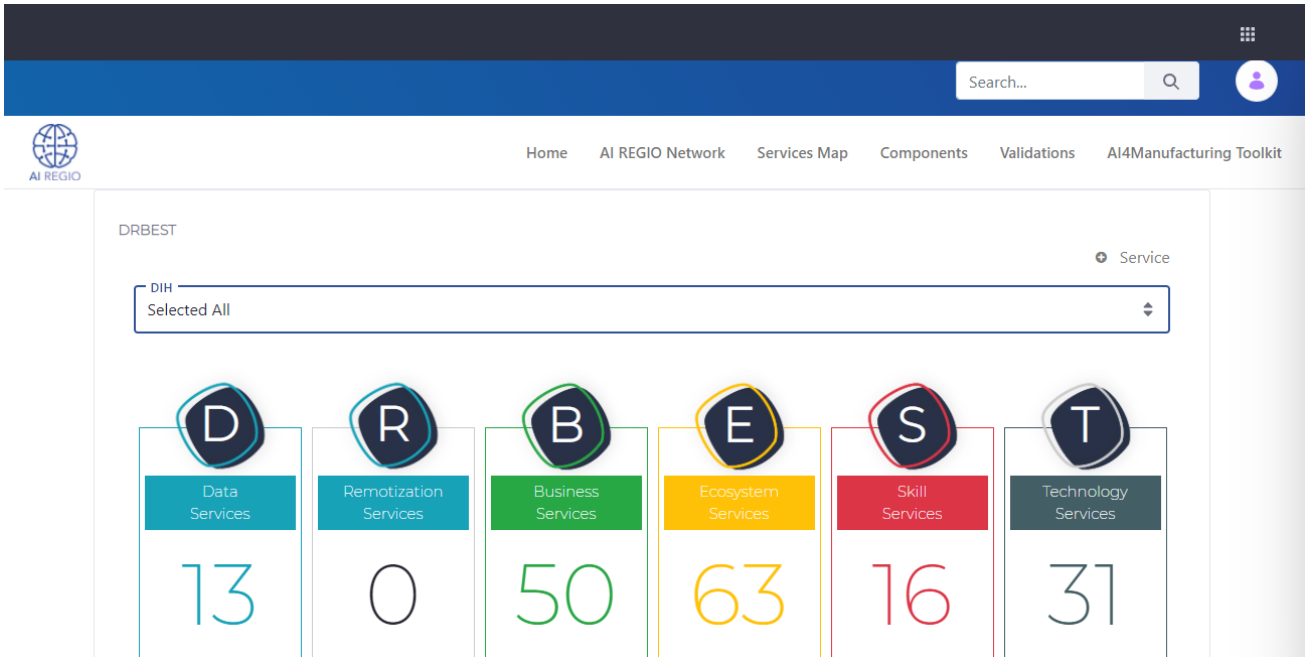 Search...
AI REGIO
Home AI REGIO Network Services Map Components Validations AI4Manufacturing Toolkit
DRBEST
Service
DIH
Selected All
D R B E S T
Data Services
Remotization Services
Business Services
Ecosystem Services
Skill Services
Technology Services
13 0 50 63 16 31